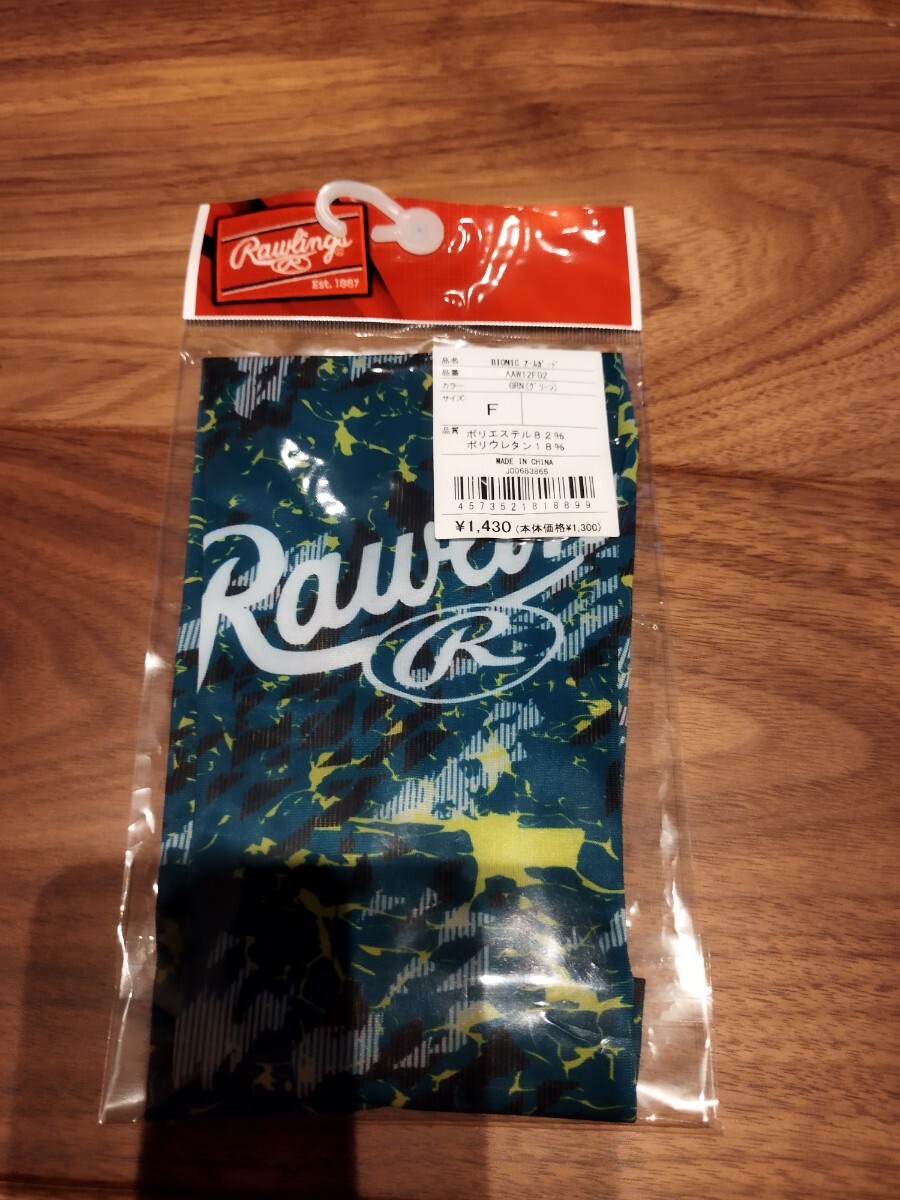 Rawlings
R
Est. 1887
品名 BIONIC ｱｰﾑｶﾞｰﾄﾞ
品番 AAW12F02
カラー GRN(ｸﾞﾘｰﾝ)
サイズ F
品質 ポリエステル82%
ポリウレタン18%
MADE IN CHINA
J00683865
4573521818899
¥1,430 (本体価格¥1,300)
Rawlin
R